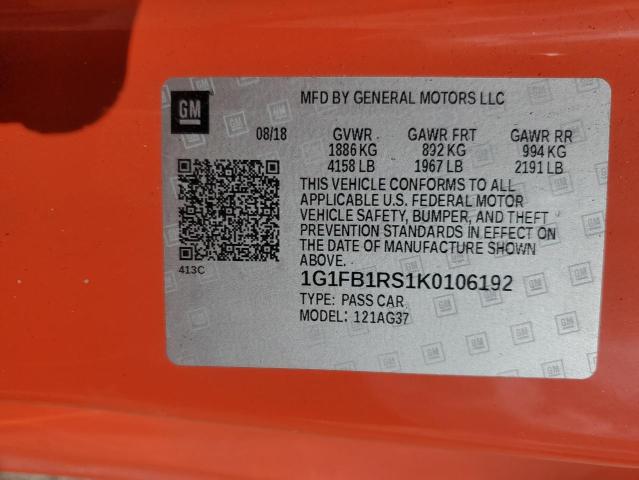 GM
MFD BY GENERAL MOTORS LLC
08/18 GVWR GAWR FRT GAWR RR
1886 KG 892 KG 994 KG
4158 LB 1967 LB 2191 LB
THIS VEHICLE CONFORMS TO ALL
APPLICABLE U.S. FEDERAL MOTOR
VEHICLE SAFETY, BUMPER, AND THEFT
PREVENTION STANDARDS IN EFFECT ON
THE DATE OF MANUFACTURE SHOWN
ABOVE.
413C
1G1FB1RS1K0106192
TYPE: PASS CAR
MODEL: 121AG37